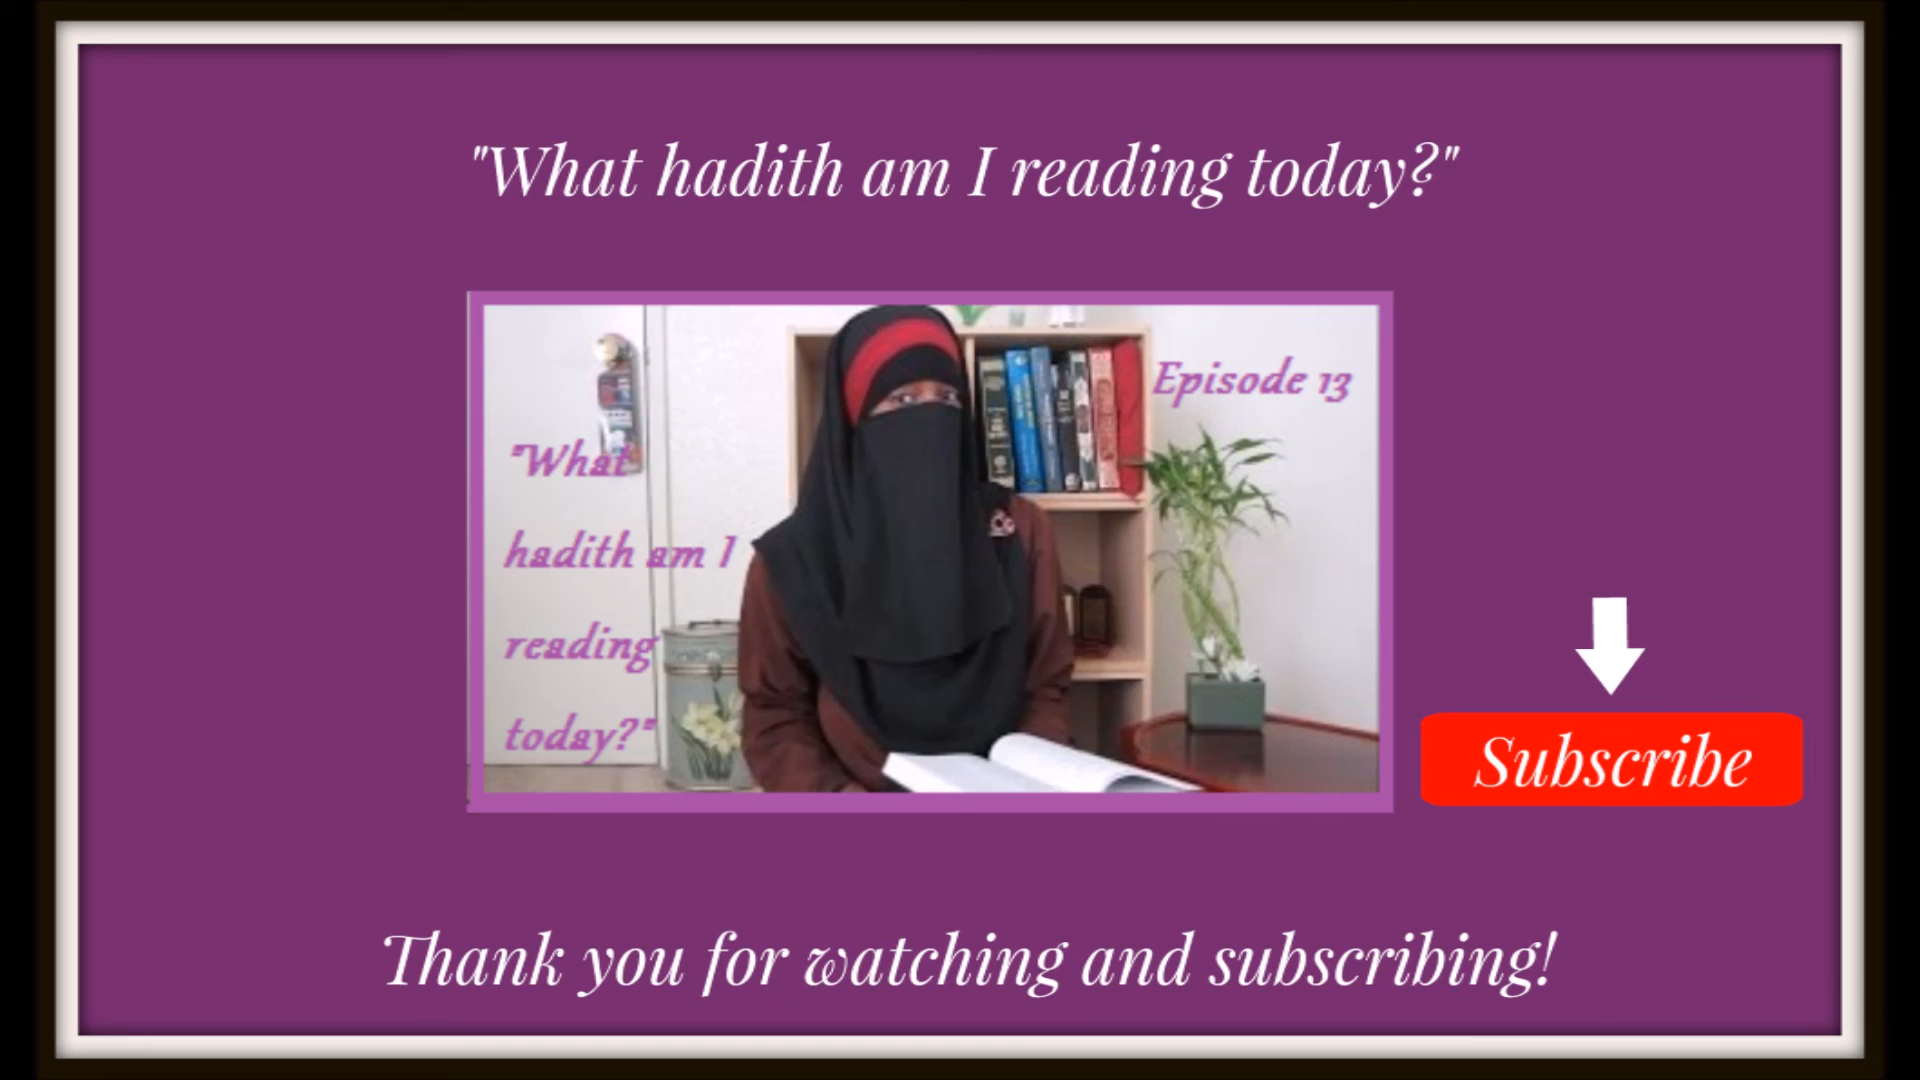 "What hadith am I reading today?"
Episode 13
"What
hadith am I
reading
today?"
Subscribe
Thank you for watching and subscribing!